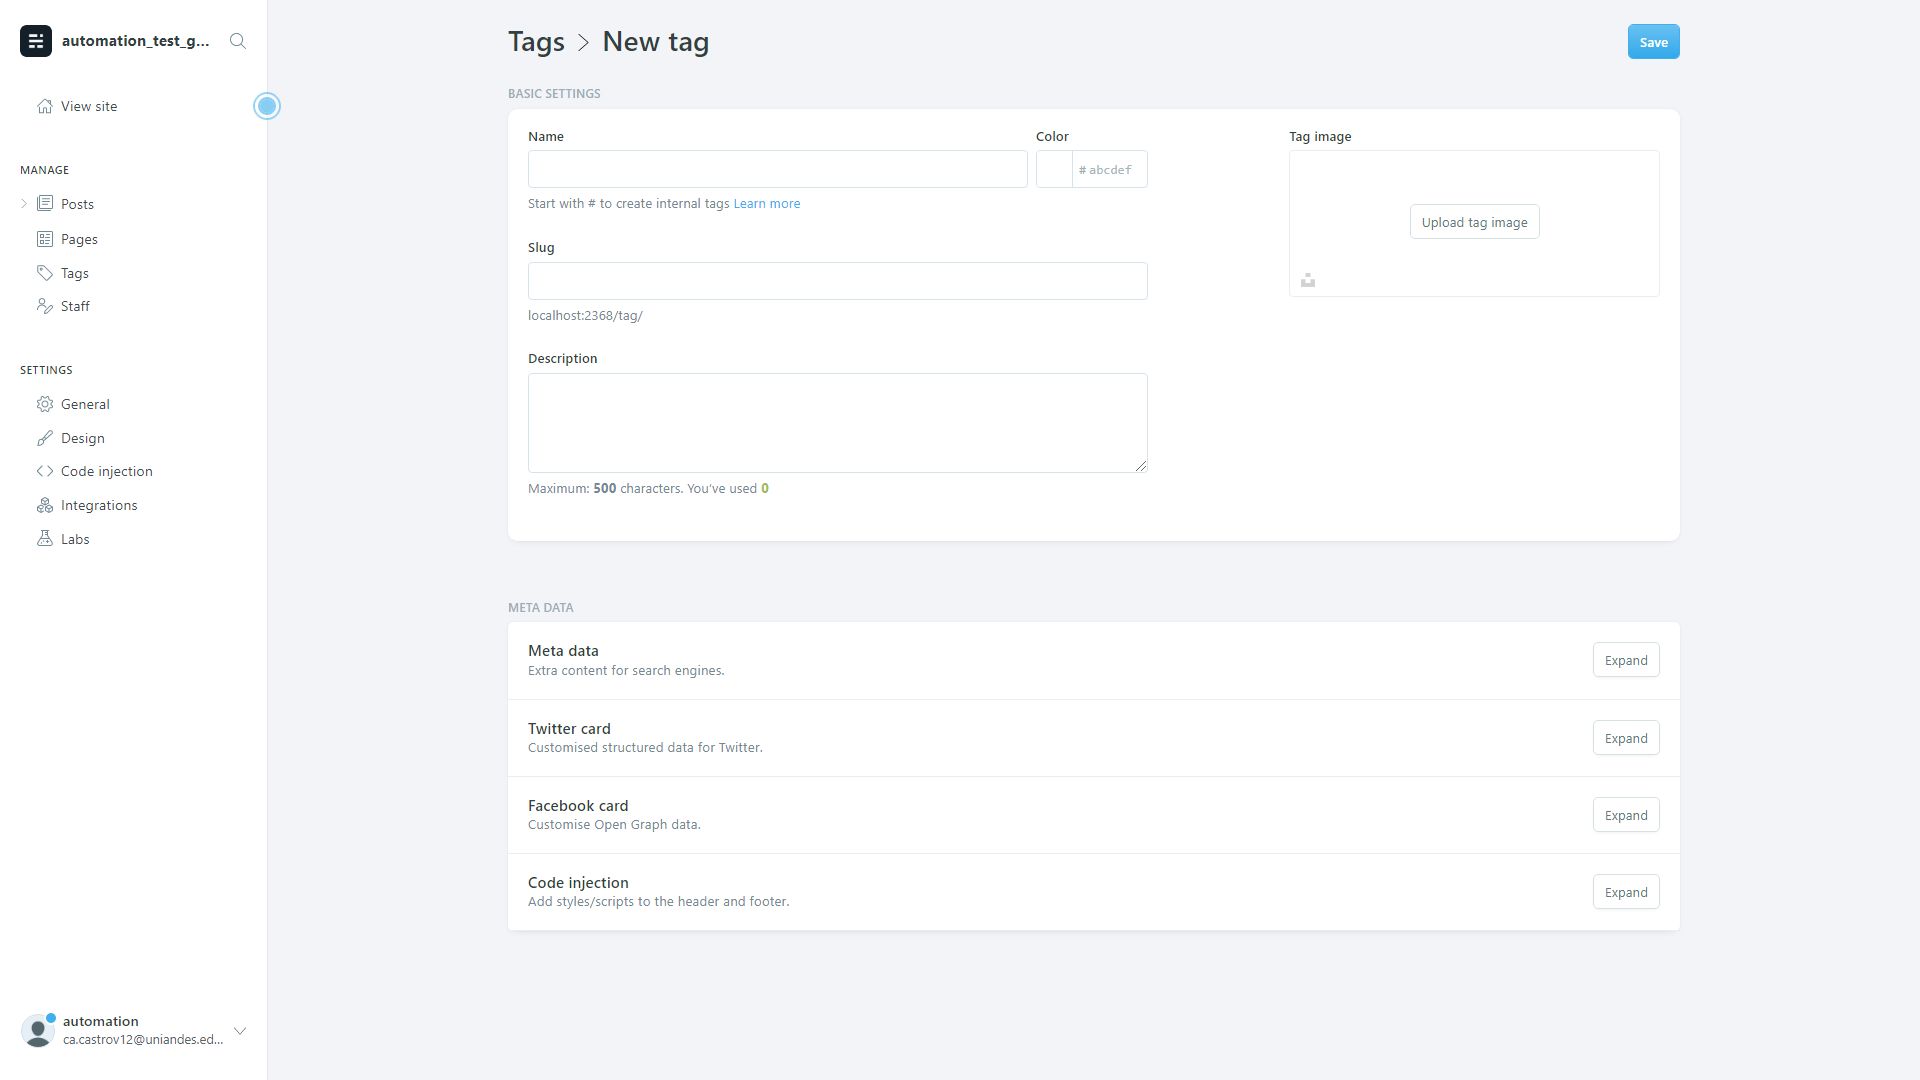 automation_test_g...
View site
MANAGE
Posts
Pages
Tags
Staff
SETTINGS
General
Design
Code injection
Integrations
Labs
automation
ca.castrov12@uniandes.ed...
Tags > New tag
Save
BASIC SETTINGS
Name
Color
# abcdef
Start with # to create internal tags Learn more
Slug
localhost:2368/tag/
Description
Maximum: 500 characters. You’ve used 0
Tag image
Upload tag image
META DATA
Meta data
Extra content for search engines.
Expand
Twitter card
Customised structured data for Twitter.
Expand
Facebook card
Customise Open Graph data.
Expand
Code injection
Add styles/scripts to the header and footer.
Expand